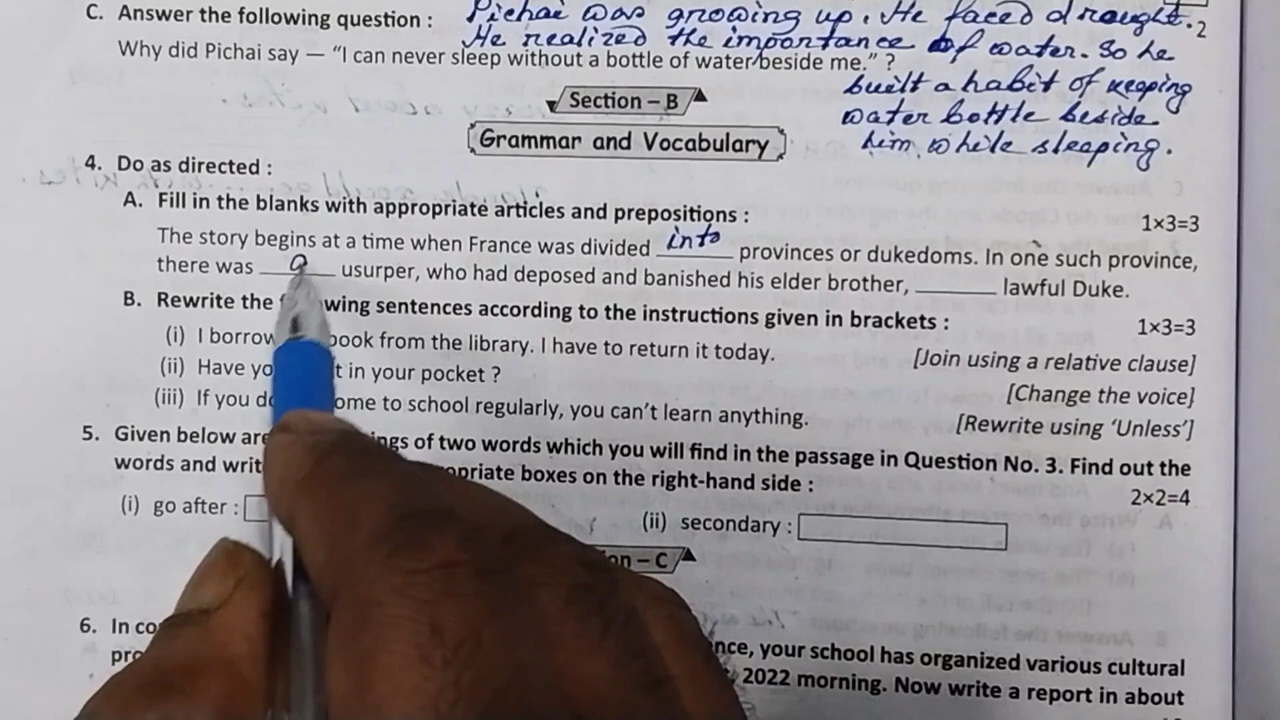 C. Answer the following question : Pichai was growing up. He faced drought. 2
He realized the importance of water. So he
Why did Pichai say — “I can never sleep without a bottle of water beside me.” ?
built a habit of keeping
Section – B
water bottle beside
Grammar and Vocabulary
him while sleeping.
4. Do as directed :
A. Fill in the blanks with appropriate articles and prepositions : 1×3=3
The story begins at a time when France was divided into provinces or dukedoms. In one such province,
there was a usurper, who had deposed and banished his elder brother, ______ lawful Duke.
B. Rewrite the wing sentences according to the instructions given in brackets : 1×3=3
(i) I borrow book from the library. I have to return it today. [Join using a relative clause]
(ii) Have yo t in your pocket ? [Change the voice]
(iii) If you do ome to school regularly, you can’t learn anything. [Rewrite using ‘Unless’]
5. Given below are ings of two words which you will find in the passage in Question No. 3. Find out the
words and writ opriate boxes on the right-hand side : 2×2=4
(i) go after : (ii) secondary :
on – C
6. In co nce, your school has organized various cultural
pro 2022 morning. Now write a report in about